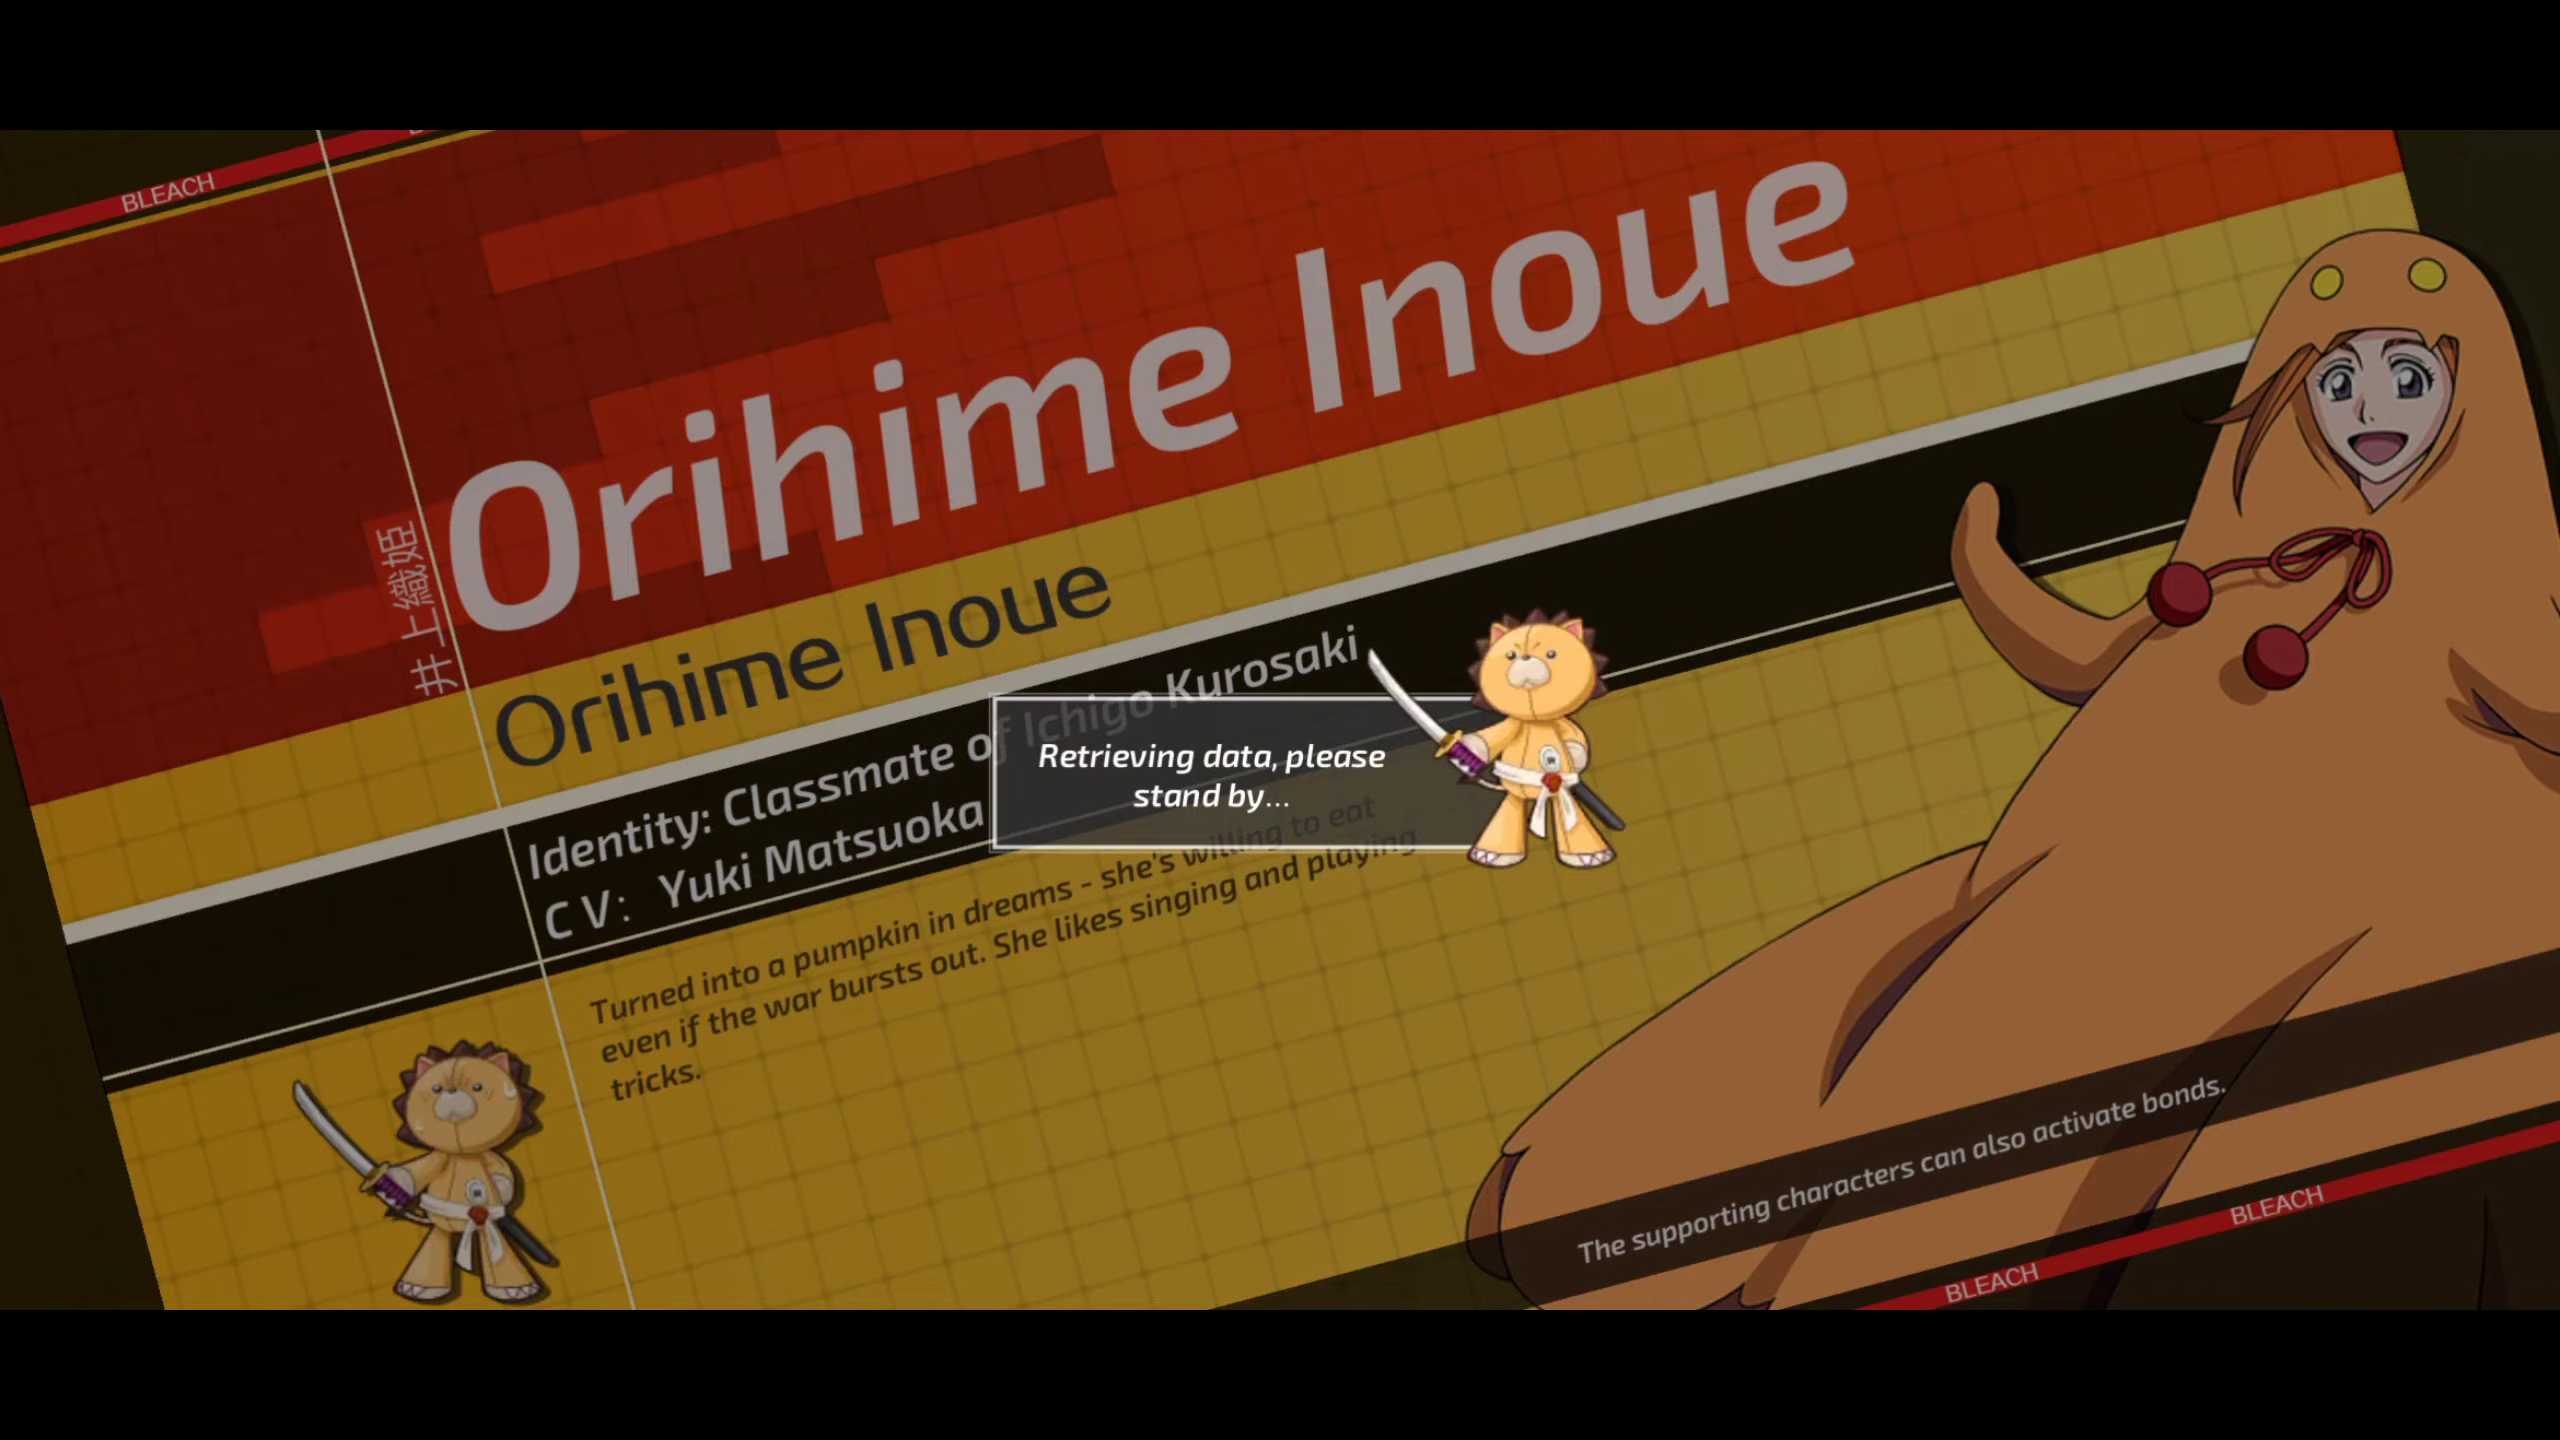 BLEACH
Orihime Inoue
井上織姫
Orihime Inoue
Identity: Classmate of Ichigo Kurosaki
CV: Yuki Matsuoka
Retrieving data, please
stand by...
Turned into a pumpkin in dreams - she's willing to eat
even if the war bursts out. She likes singing and playing
tricks.
The supporting characters can also activate bonds.
BLEACH
BLEACH